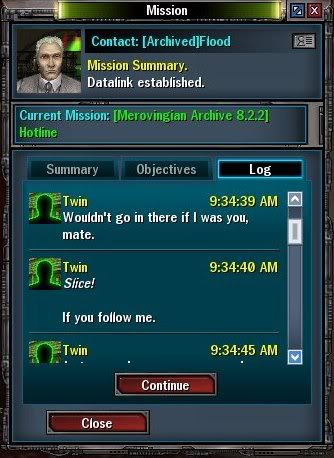 Mission
Contact: [Archived]Flood
Mission Summary.
Datalink established.
Current Mission: [Merovingian Archive 8.2.2]
Hotline
Summary
Objectives
Log
Twin 9:34:39 AM
Wouldn't go in there if I was you,
mate.
Twin 9:34:40 AM
Slice!
If you follow me.
Twin 9:34:45 AM
Continue
Close